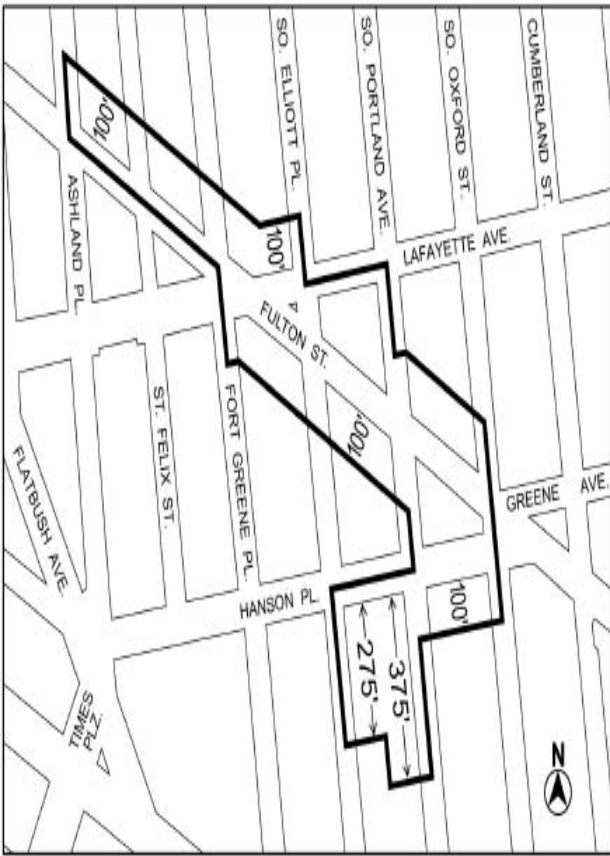 SO. ELLIOTT PL.
SO. PORTLAND AVE.
SO. OXFORD ST.
CUMBERLAND ST.
100'
ASHLAND PL.
100'
LAFAYETTE AVE.
FULTON ST.
ST. FELIX ST.
FORT GREENE PL.
100'
FLATBUSH AVE.
GREENE AVE.
HANSON PL.
100'
275'
375'
TIMES
PLZ.
N